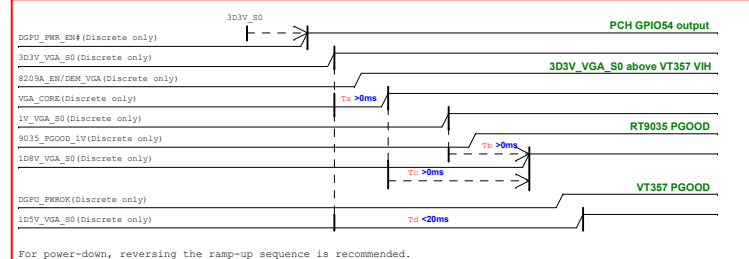 3D3V_S0
PCH GPIO54 output
DGPU_PWR_EN#(Discrete only)
3D3V_VGA_S0(Discrete only)
3D3V_VGA_S0 above VT357 VIH
8209A_EN/DEM_VGA(Discrete only)
VGA_CORE(Discrete only)
Ta >0ms
1V_VGA_S0(Discrete only)
RT9035 PGOOD
9035_PGOOD_1V(Discrete only)
Tb >0ms
1D8V_VGA_S0(Discrete only)
Tc >0ms
VT357 PGOOD
DGPU_PWROK(Discrete only)
1D5V_VGA_S0(Discrete only)
Td <20ms
For power-down, reversing the ramp-up sequence is recommended.